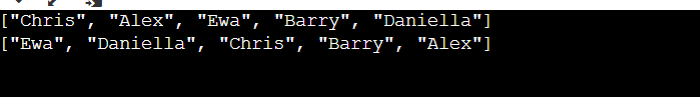 ["Chris", "Alex", "Ewa", "Barry", "Daniella"]
["Ewa", "Daniella", "Chris", "Barry", "Alex"]